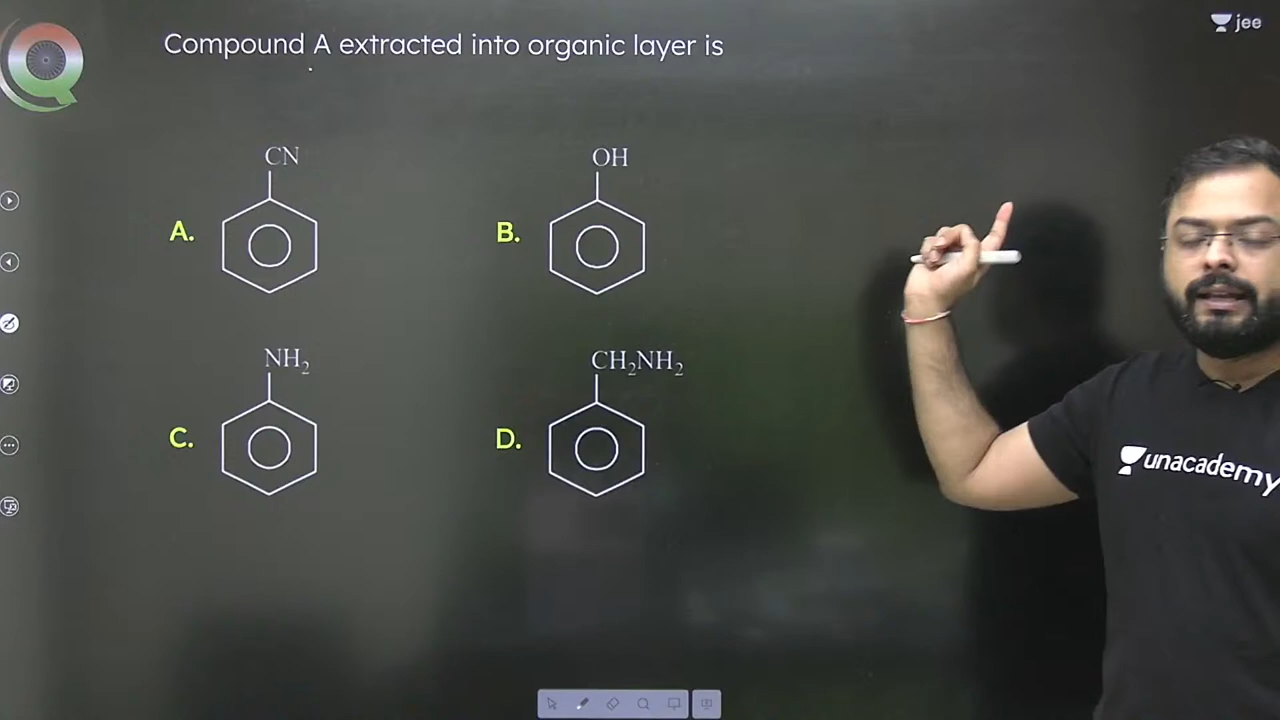 jee
Compound A extracted into organic layer is
CN
OH
A.
B.
NH₂
CH₂NH₂
C.
D.
unacademy